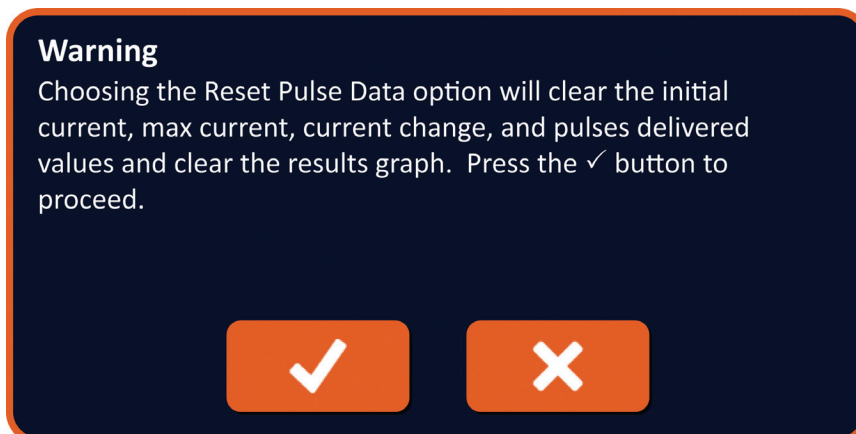 Warning
Choosing the Reset Pulse Data option will clear the initial
current, max current, current change, and pulses delivered
values and clear the results graph.  Press the ✓ button to
proceed.